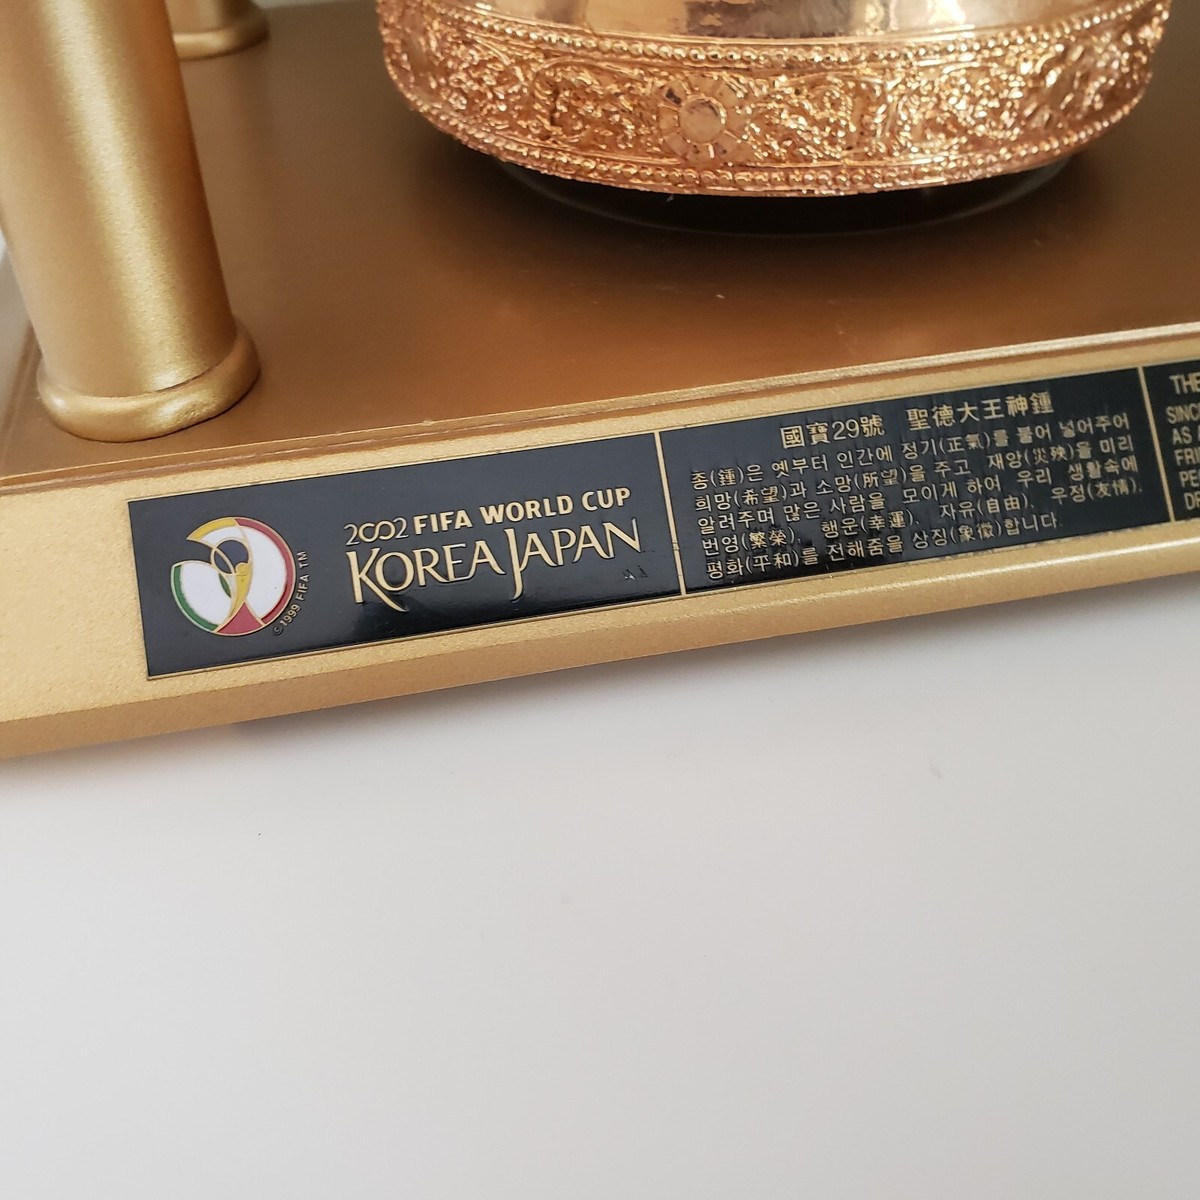 2002 FIFA WORLD CUP
KOREA JAPAN
©1999 FIFA TM
國寶29號 聖德大王神鍾
종(鍾)은 옛부터 인간에 정기(正氣)를 불어 넣어주어
희망(希望)과 소망(所望)을 주고, 재앙(災殃)을 미리
알려주며 많은 사람을 모이게 하여 우리 생활속에
번영(繁榮), 행운(幸運), 자유(自由), 우정(友情),
평화(平和)를 전해줌을 상징(象徵)합니다.
THE
SINC
AS
FRI
PE